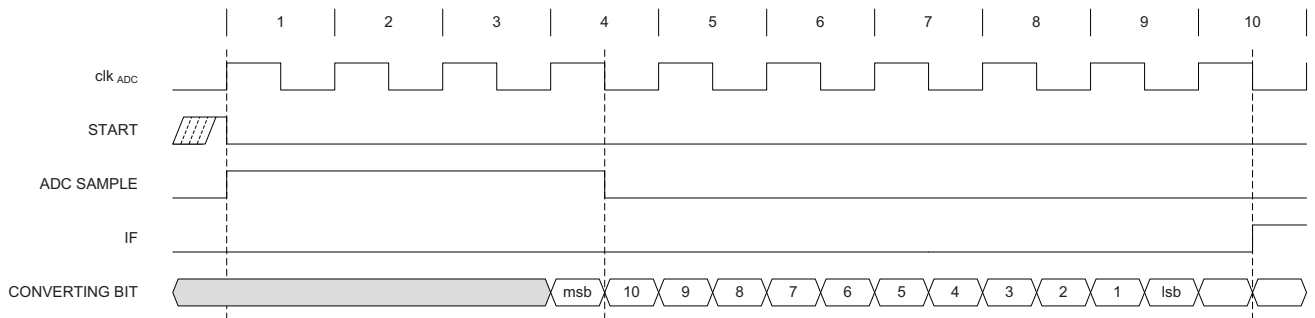 1 2 3 4 5 6 7 8 9 10
clk ADC
START
ADC SAMPLE
IF
CONVERTING BIT msb 10 9 8 7 6 5 4 3 2 1 lsb